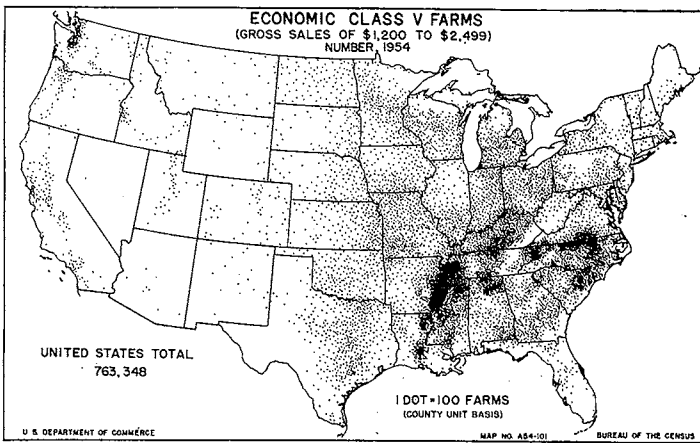 ECONOMIC CLASS V FARMS
(GROSS SALES OF $1,200 TO $2,499)
NUMBER, 1954
UNITED STATES TOTAL
763,348
1 DOT=100 FARMS
(COUNTY UNIT BASIS)
U. S. DEPARTMENT OF COMMERCE
MAP NO. A54-101
BUREAU OF THE CENSUS